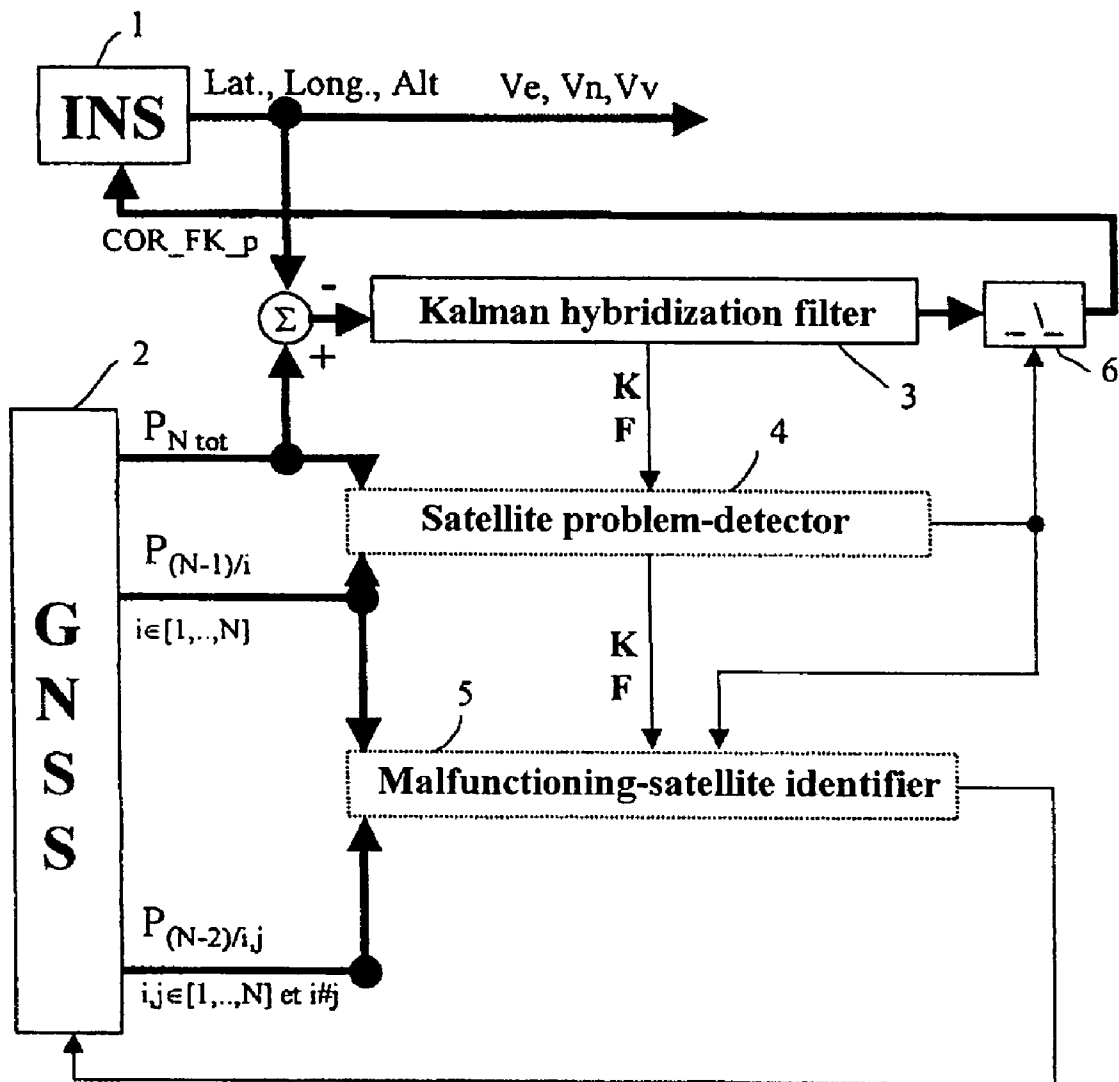 1
Lat., Long., Alt
Ve, Vn,Vv
INS
COR_FK_p
-
Σ
+
Kalman hybridization filter
_ \ _
6
3
2
K
F
P_{N tot}
4
Satellite problem-detector
P_{(N-1)/i}
i∈[1,..,N]
G
N
S
S
K
F
5
Malfunctioning-satellite identifier
P_{(N-2)/i,j}
i,j∈[1,..,N] et i#j